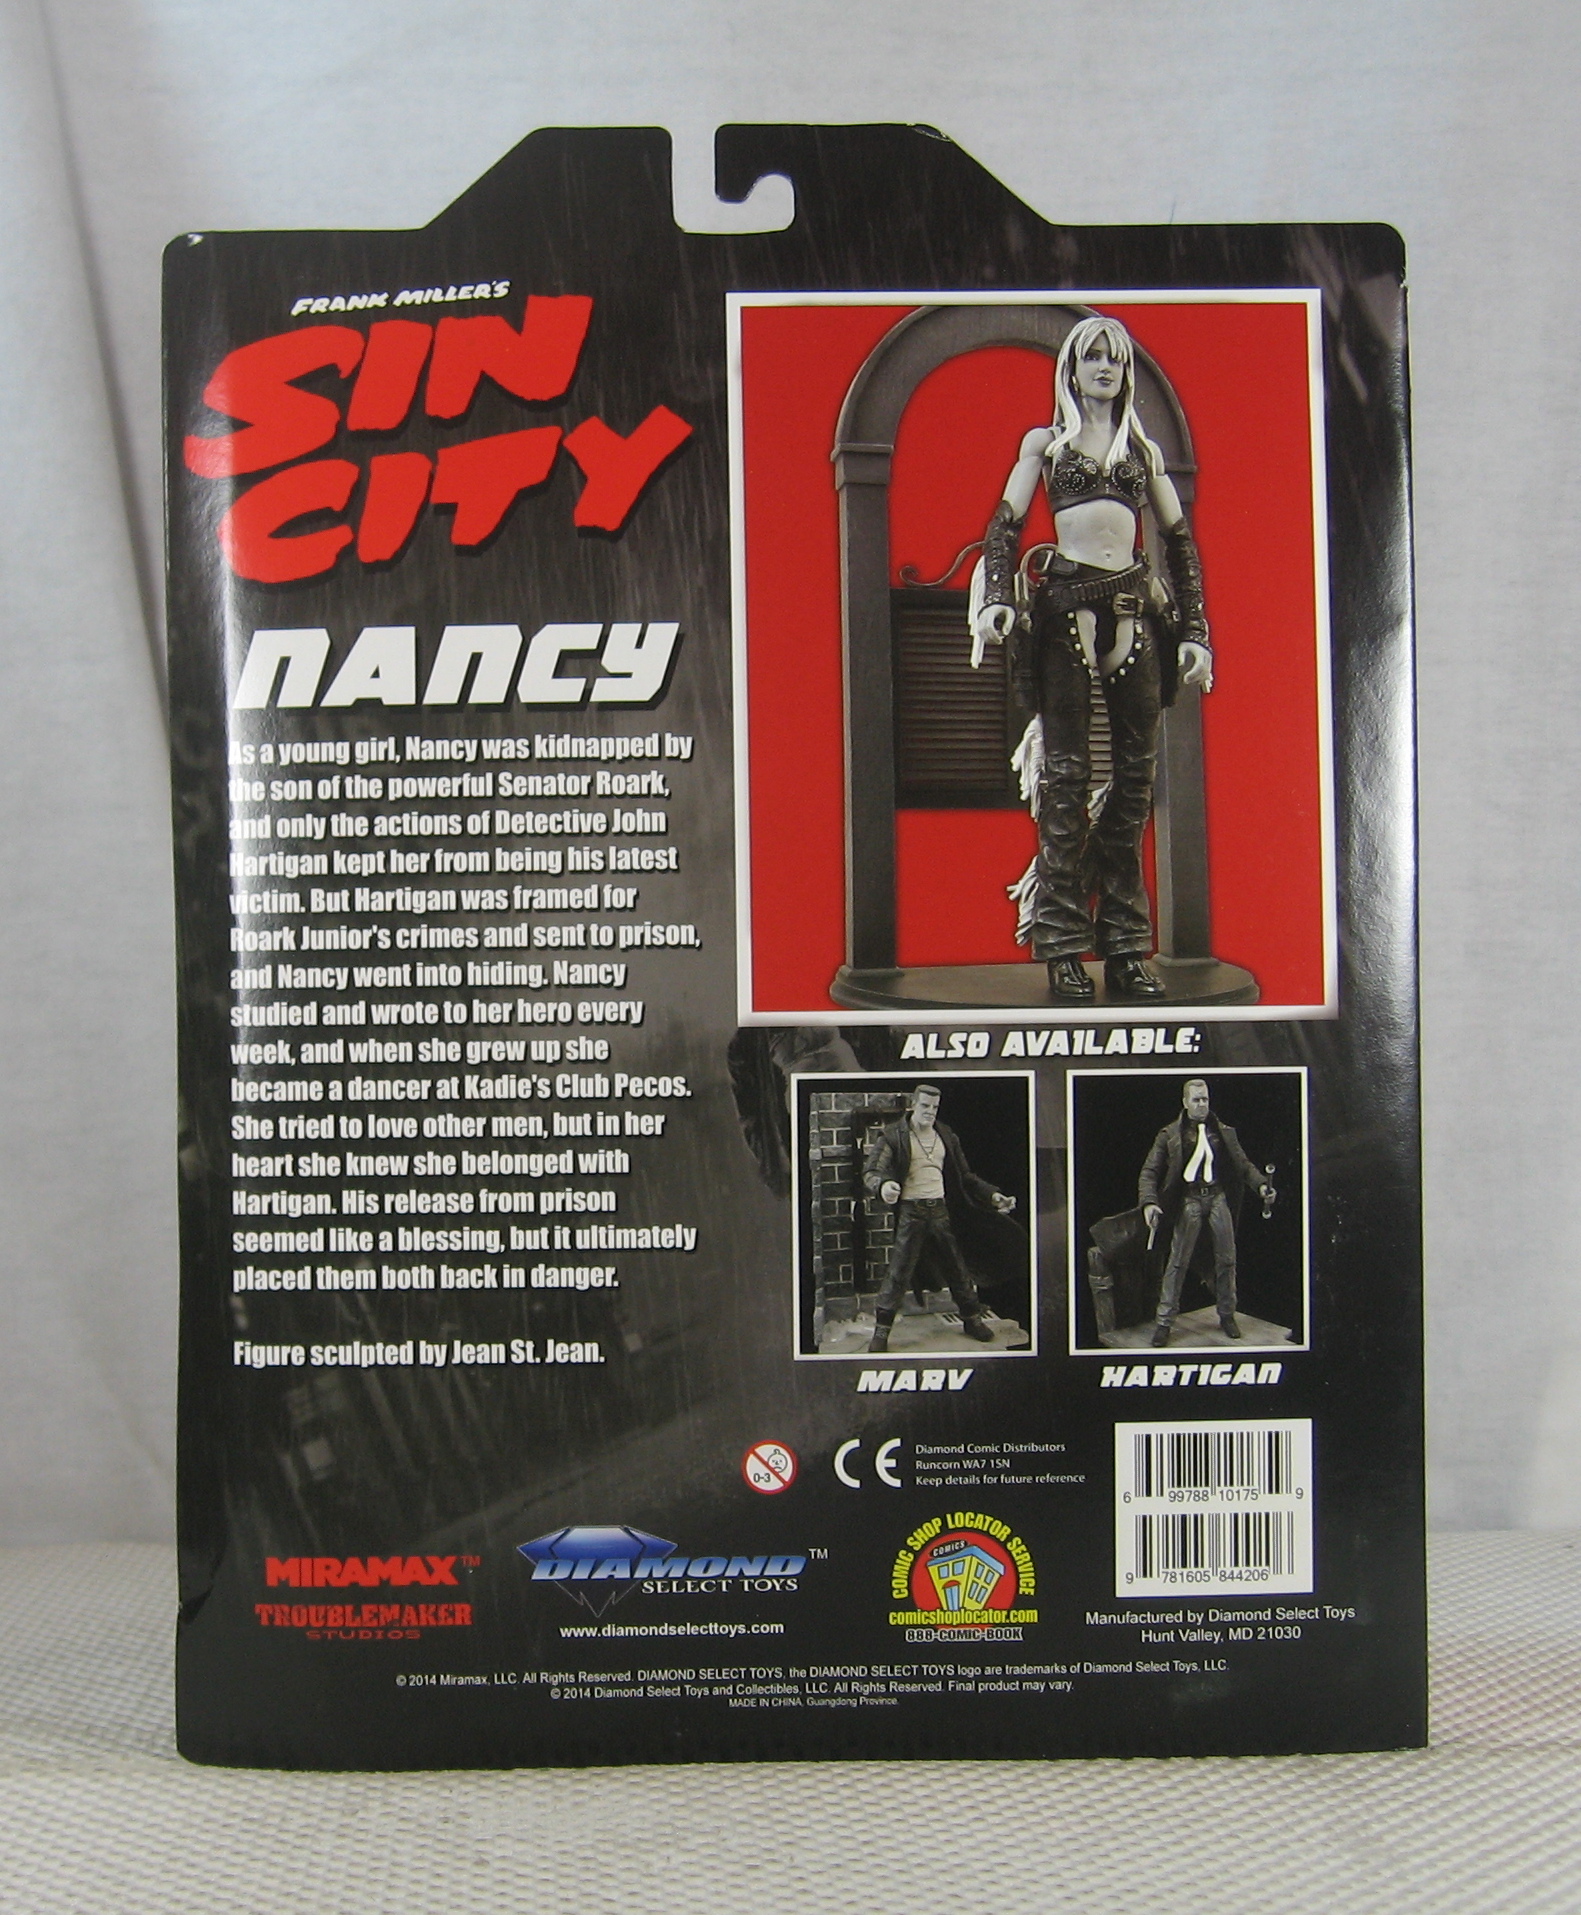 FRANK MILLER'S
SIN
CITY
NANCY
As a young girl, Nancy was kidnapped by
the son of the powerful Senator Roark,
and only the actions of Detective John
Hartigan kept her from being his latest
victim. But Hartigan was framed for
Roark Junior's crimes and sent to prison,
and Nancy went into hiding. Nancy
studied and wrote to her hero every
week, and when she grew up she
became a dancer at Kadie's Club Pecos.
She tried to love other men, but in her
heart she knew she belonged with
Hartigan. His release from prison
seemed like a blessing, but it ultimately
placed them both back in danger.
Figure sculpted by Jean St. Jean.
ALSO AVAILABLE:
MARV
HARTIGAN
0-3
CE
Diamond Comic Distributors
Runcorn WA7 1SN
Keep details for future reference
6 99788 10175 9
9 781605 844206
MIRAMAX™
TROUBLEMAKER
STUDIOS
DIAMOND™
SELECT TOYS
www.diamondselecttoys.com
COMIC SHOP LOCATOR SERVICE
COMICS
comicshoplocator.com
888-COMIC-BOOK
Manufactured by Diamond Select Toys
Hunt Valley, MD 21030
© 2014 Miramax, LLC. All Rights Reserved. DIAMOND SELECT TOYS, the DIAMOND SELECT TOYS logo are trademarks of Diamond Select Toys, LLC.
© 2014 Diamond Select Toys and Collectibles, LLC. All Rights Reserved. Final product may vary.
MADE IN CHINA, Guangdong Province.